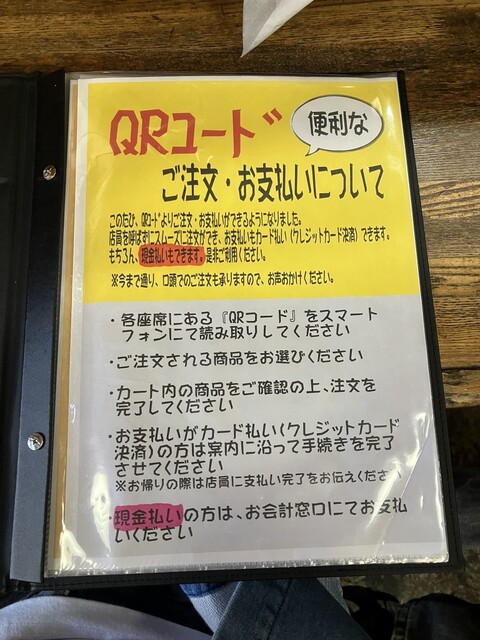 便利な
QRコード
ご注文・お支払いについて
このたび、QRコードよりご注文・お支払いができるようになりました。
店員を呼ばずにスムーズに注文ができ、お支払いもカード払い（クレジットカード決済）できます。
もちろん、現金払いもできます。是非ご利用ください。
※今まで通り、口頭でのご注文も承りますので、お声おかけください。
・各座席にある『QRコード』をスマート
フォンにて読み取りしてください
・ご注文される商品をお選びください
・カート内の商品をご確認の上、注文を
完了してください
・お支払いがカード払い（クレジットカード
決済）の方は案内に沿って手続きを完了
させてください
※お帰りの際は店員に支払い完了をお伝えください
・現金払いの方は、お会計窓口にてお支払
いください